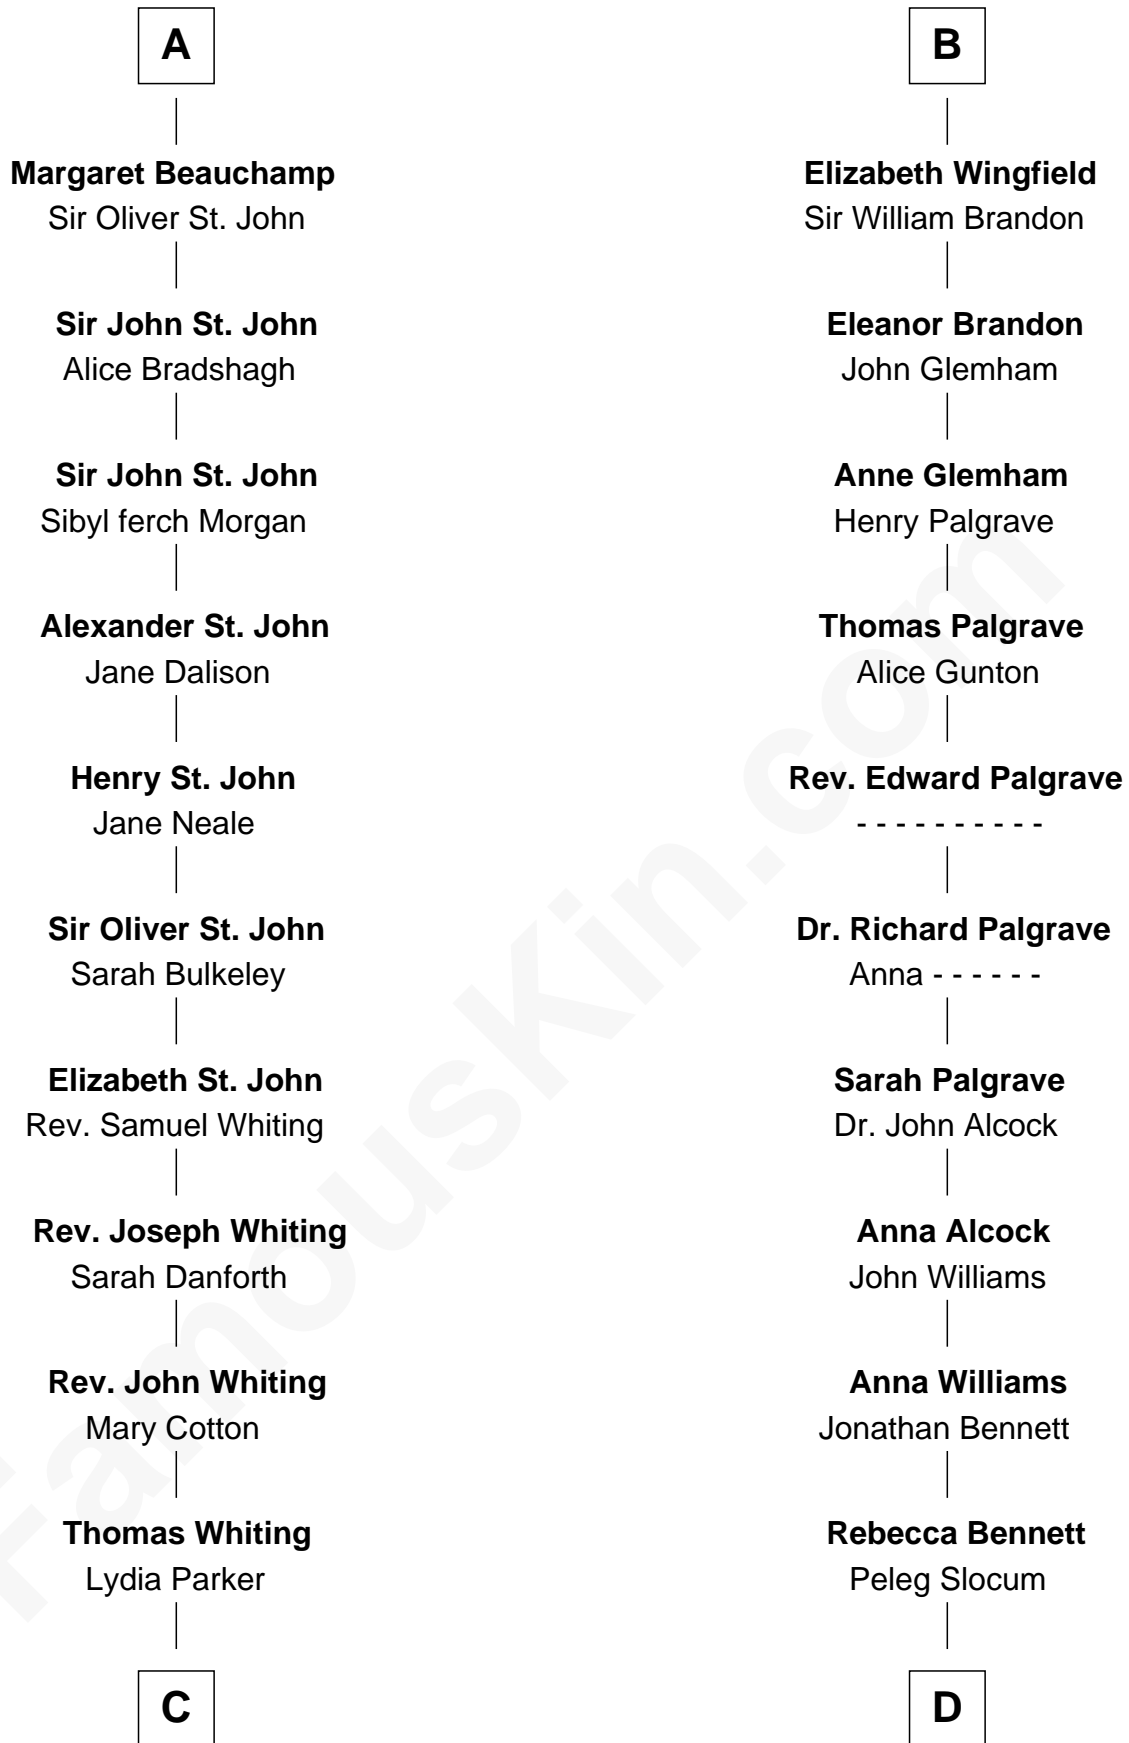 A
Margaret Beauchamp
Sir Oliver St. John
Sir John St. John
Alice Bradshagh
Sir John St. John
Sibyl ferch Morgan
Alexander St. John
Jane Dalison
Henry St. John
Jane Neale
Sir Oliver St. John
Sarah Bulkeley
Elizabeth St. John
Rev. Samuel Whiting
Rev. Joseph Whiting
Sarah Danforth
Rev. John Whiting
Mary Cotton
Thomas Whiting
Lydia Parker
C
B
Elizabeth Wingfield
Sir William Brandon
Eleanor Brandon
John Glemham
Anne Glemham
Henry Palgrave
Thomas Palgrave
Alice Gunton
Rev. Edward Palgrave
- - - - - - - - - -
Dr. Richard Palgrave
Anna - - - - - -
Sarah Palgrave
Dr. John Alcock
Anna Alcock
John Williams
Anna Williams
Jonathan Bennett
Rebecca Bennett
Peleg Slocum
D
FamousKin.com